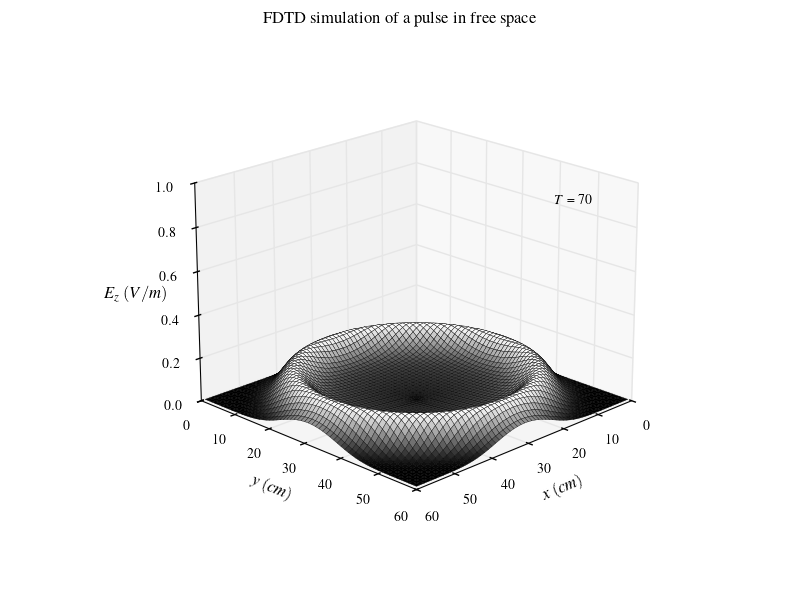 FDTD simulation of a pulse in free space
T = 70
1.0
0.8
0.6
E_z (V/m)
0.4
0.2
0.0
0 10 20 30 40 50 60
y (cm)
60 50 40 30 20 10 0
x (cm)